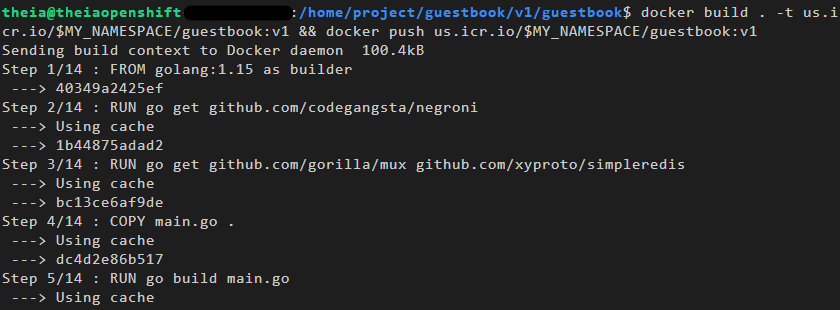 theia@theiaopenshift :/home/project/guestbook/v1/guestbook$ docker build . -t us.i
cr.io/$MY_NAMESPACE/guestbook:v1 && docker push us.icr.io/$MY_NAMESPACE/guestbook:v1
Sending build context to Docker daemon  100.4kB
Step 1/14 : FROM golang:1.15 as builder
 ---> 40349a2425ef
Step 2/14 : RUN go get github.com/codegangsta/negroni
 ---> Using cache
 ---> 1b44875adad2
Step 3/14 : RUN go get github.com/gorilla/mux github.com/xyproto/simpleredis
 ---> Using cache
 ---> bc13ce6af9de
Step 4/14 : COPY main.go .
 ---> Using cache
 ---> dc4d2e86b517
Step 5/14 : RUN go build main.go
 ---> Using cache